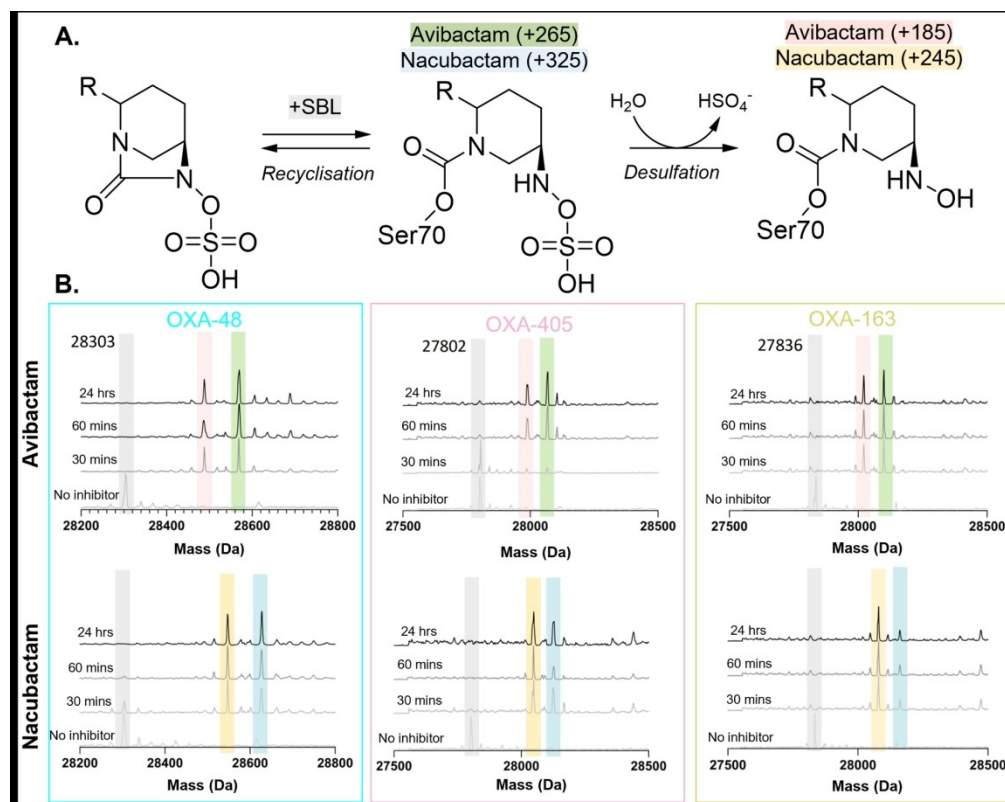 A.
Avibactam (+265)
Nacubactam (+325)
Avibactam (+185)
Nacubactam (+245)
R
N
O
N
O
O=S=O
OH
+SBL
Recyclisation
R
O
N
O
Ser70
HN
O
O=S=O
OH
H₂O
HSO₄⁻
Desulfation
R
O
N
O
Ser70
HN
OH
B.
Avibactam
OXA-48
28303
24 hrs
60 mins
30 mins
No inhibitor
28200 28400 28600 28800
Mass (Da)
OXA-405
27802
24 hrs
60 mins
30 mins
No inhibitor
27500 28000 28500
Mass (Da)
OXA-163
27836
24 hrs
60 mins
30 mins
No inhibitor
27500 28000 28500
Mass (Da)
Nacubactam
24 hrs
60 mins
30 mins
No inhibitor
28200 28400 28600 28800
Mass (Da)
24 hrs
60 mins
30 mins
No inhibitor
27500 28000 28500
Mass (Da)
24 hrs
60 mins
30 mins
No inhibitor
27500 28000 28500
Mass (Da)